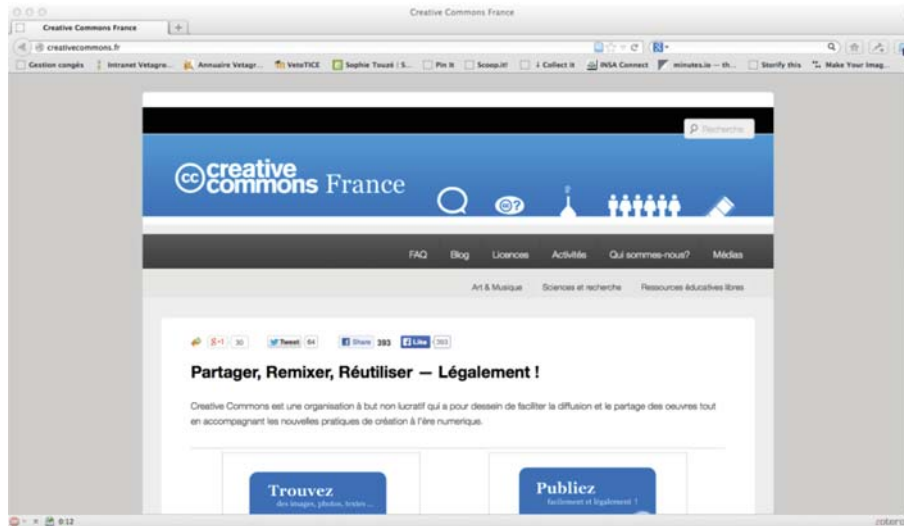 Creative Commons France
Creative Commons France
creativecommons.fr
Gestion congés Intranet Vetagro... Annuaire Vetagr... VetoTICE Sophie Touzé | S... Pin It Scoop.it! ↓ Collect it INSA Connect minutes.io — th... Storify this Make Your Imag...
Recherche
cc creative commons France
cc?
FAQ Blog Licences Activités Qui sommes-nous? Médias
Art & Musique Sciences et recherche Ressources éducatives libres
g+1 30 Tweet 64 Share 393 Like 393
Partager, Remixer, Réutiliser — Légalement !
Creative Commons est une organisation à but non lucratif qui a pour dessein de faciliter la diffusion et le partage des oeuvres tout
en accompagnant les nouvelles pratiques de création à l'ère numerique.
Trouvez
des images, photos, textes ...
Publiez
facilement et légalement !
0:12
zotero